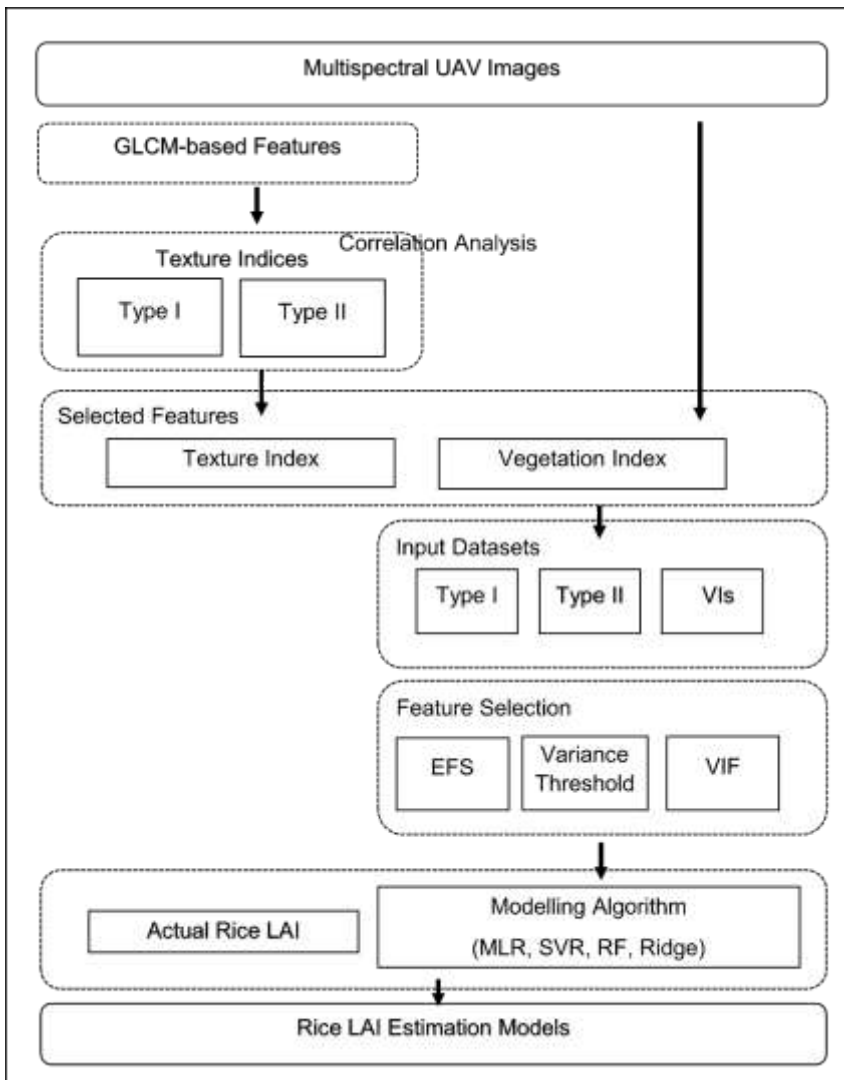 Multispectral UAV Images
GLCM-based Features
Correlation Analysis
Texture Indices
Type I
Type II
Selected Features
Texture Index
Vegetation Index
Input Datasets
Type I
Type II
VIs
Feature Selection
EFS
Variance
Threshold
VIF
Actual Rice LAI
Modelling Algorithm
(MLR, SVR, RF, Ridge)
Rice LAI Estimation Models